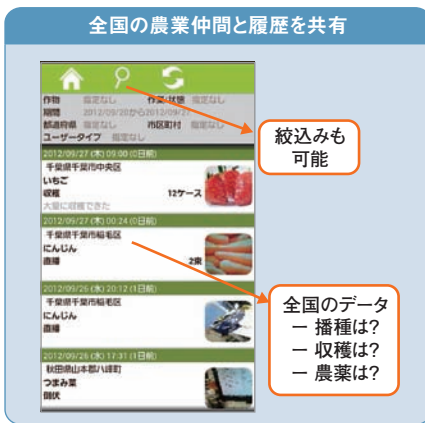 全国の農業仲間と履歴を共有
作物 指定なし 作業・状態 指定なし
期間 2012/09/20から2012/09/27
都道府県 指定なし 市区町村 指定なし
ユーザータイプ 指定なし
2012/09/27 (木) 09:00 (0日前)
千葉県千葉市中央区
いちご
収穫 12ケース
大量に収穫できた
2012/09/27 (木) 00:24 (0日前)
千葉県千葉市稲毛区
にんじん
直播 2束
2012/09/26 (水) 20:12 (1日前)
千葉県千葉市稲毛区
にんじん
直播
2012/09/26 (水) 17:31 (1日前)
秋田県山本郡八峰町
つまみ菜
絞込みも
可能
全国のデータ
ー 播種は?
ー 収穫は?
ー 農薬は?